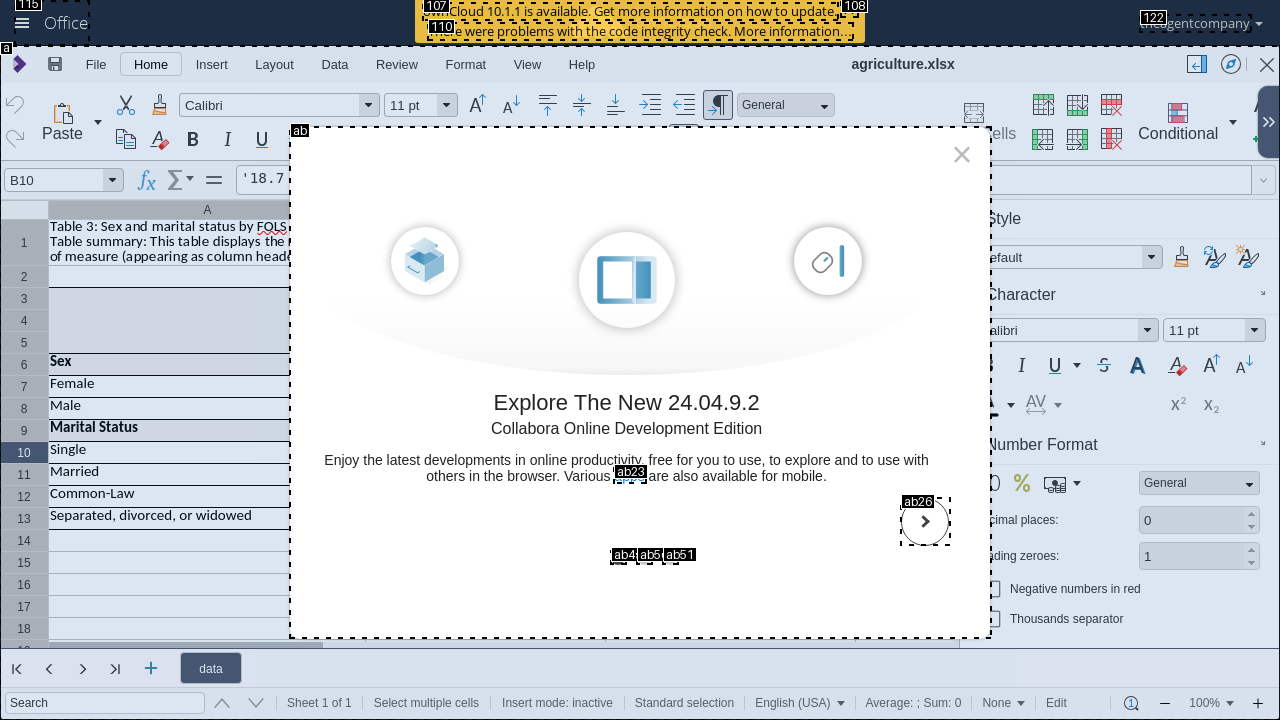 115
107
108
ownCloud 10.1.1 is available. Get more information on how to update.
110
There were problems with the code integrity check. More information…
Office
122
mergentcompany
a
File
Home
Insert
Layout
Data
Review
Format
View
Help
agriculture.xlsx
Paste
Calibri
11 pt
General
Conditional
B I U
B10
'18.7
ab
A
1
Table 3: Sex and marital status by FOLS
Table summary: This table displays the
of measure (appearing as column heade
2
3
4
5
6 Sex
7 Female
8 Male
9 Marital Status
10 Single
11 Married
12 Common-Law
13 Separated, divorced, or widowed
14
15
16
17
18
Explore The New 24.04.9.2
Collabora Online Development Edition
Enjoy the latest developments in online productivity, free for you to use, to explore and to use with
others in the browser. Various
ab23
are also available for mobile.
ab26
ab51
Style
efault
Character
alibri
11 pt
I U S A
AV
x² x₂
Number Format
0 %
General
cimal places:
0
ading zeroes:
1
Negative numbers in red
Thousands separator
data
Search
Sheet 1 of 1
Select multiple cells
Insert mode: inactive
Standard selection
English (USA)
Average: ; Sum: 0
None
Edit
100%